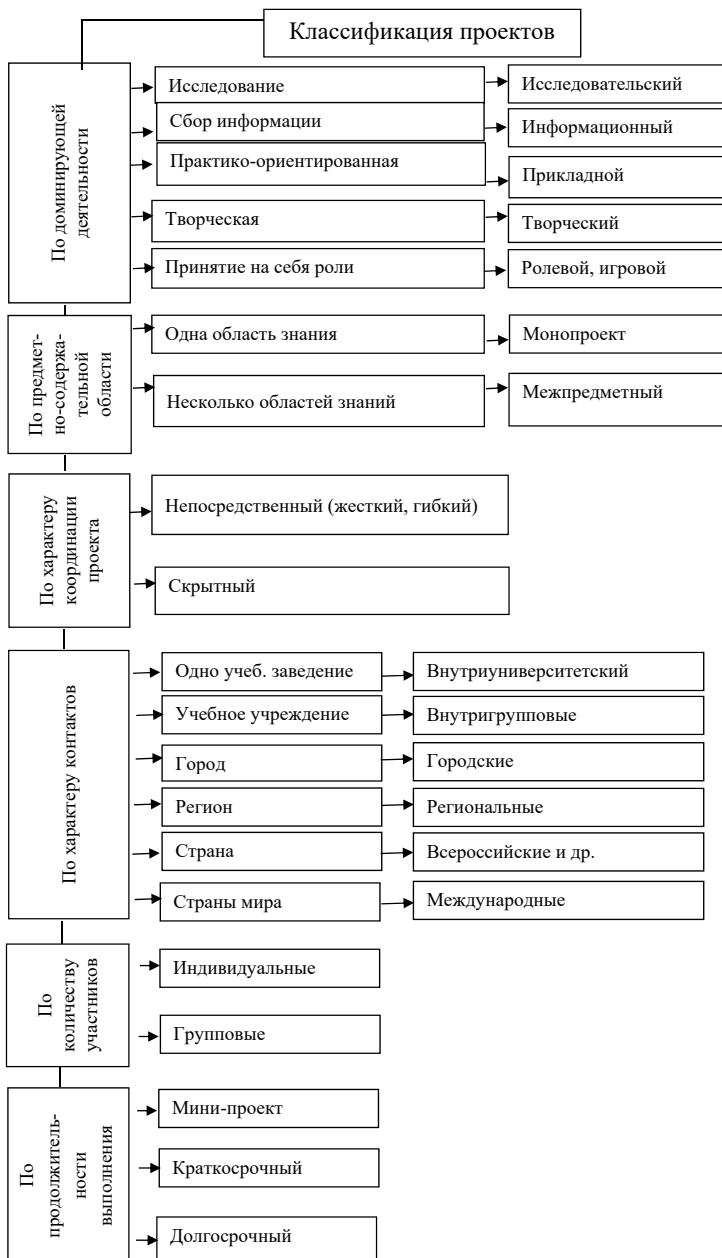 Классификация проектов
По доминирующей
деятельности
Исследование
Исследовательский
Сбор информации
Информационный
Практико-ориентированная
Прикладной
Творческая
Творческий
Принятие на себя роли
Ролевой, игровой
По предмет-
но-содержа-
тельной
области
Одна область знания
Монопроект
Несколько областей знаний
Межпредметный
По характеру
координации
проекта
Непосредственный (жесткий, гибкий)
Скрытный
По характеру контактов
Одно учеб. заведение
Внутриуниверситетский
Учебное учреждение
Внутригрупповые
Город
Городские
Регион
Региональные
Страна
Всероссийские и др.
Страны мира
Международные
По
количеству
участников
Индивидуальные
Групповые
По
продолжитель-
ности
выполнения
Мини-проект
Краткосрочный
Долгосрочный